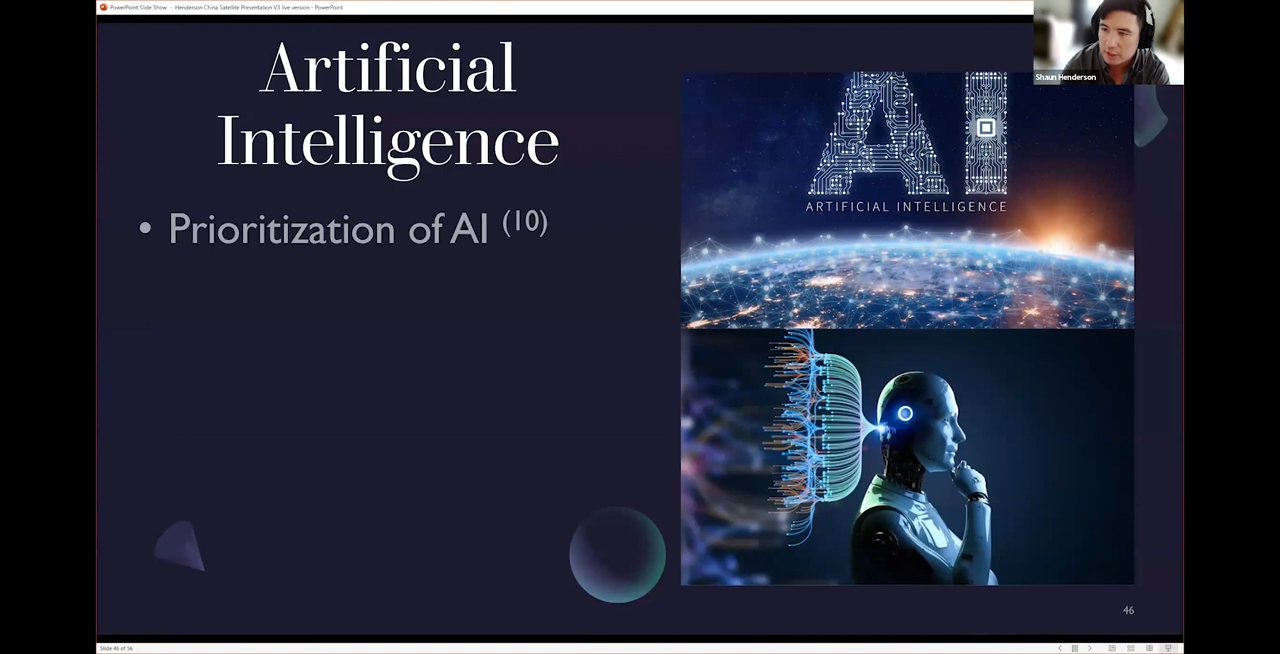 PowerPoint Slide Show - Henderson China Satellite Presentation V3 live version - PowerPoint
Shaun Henderson
Artificial
Intelligence
• Prioritization of AI (10)
AI
ARTIFICIAL INTELLIGENCE
46
Slide 46 of 56